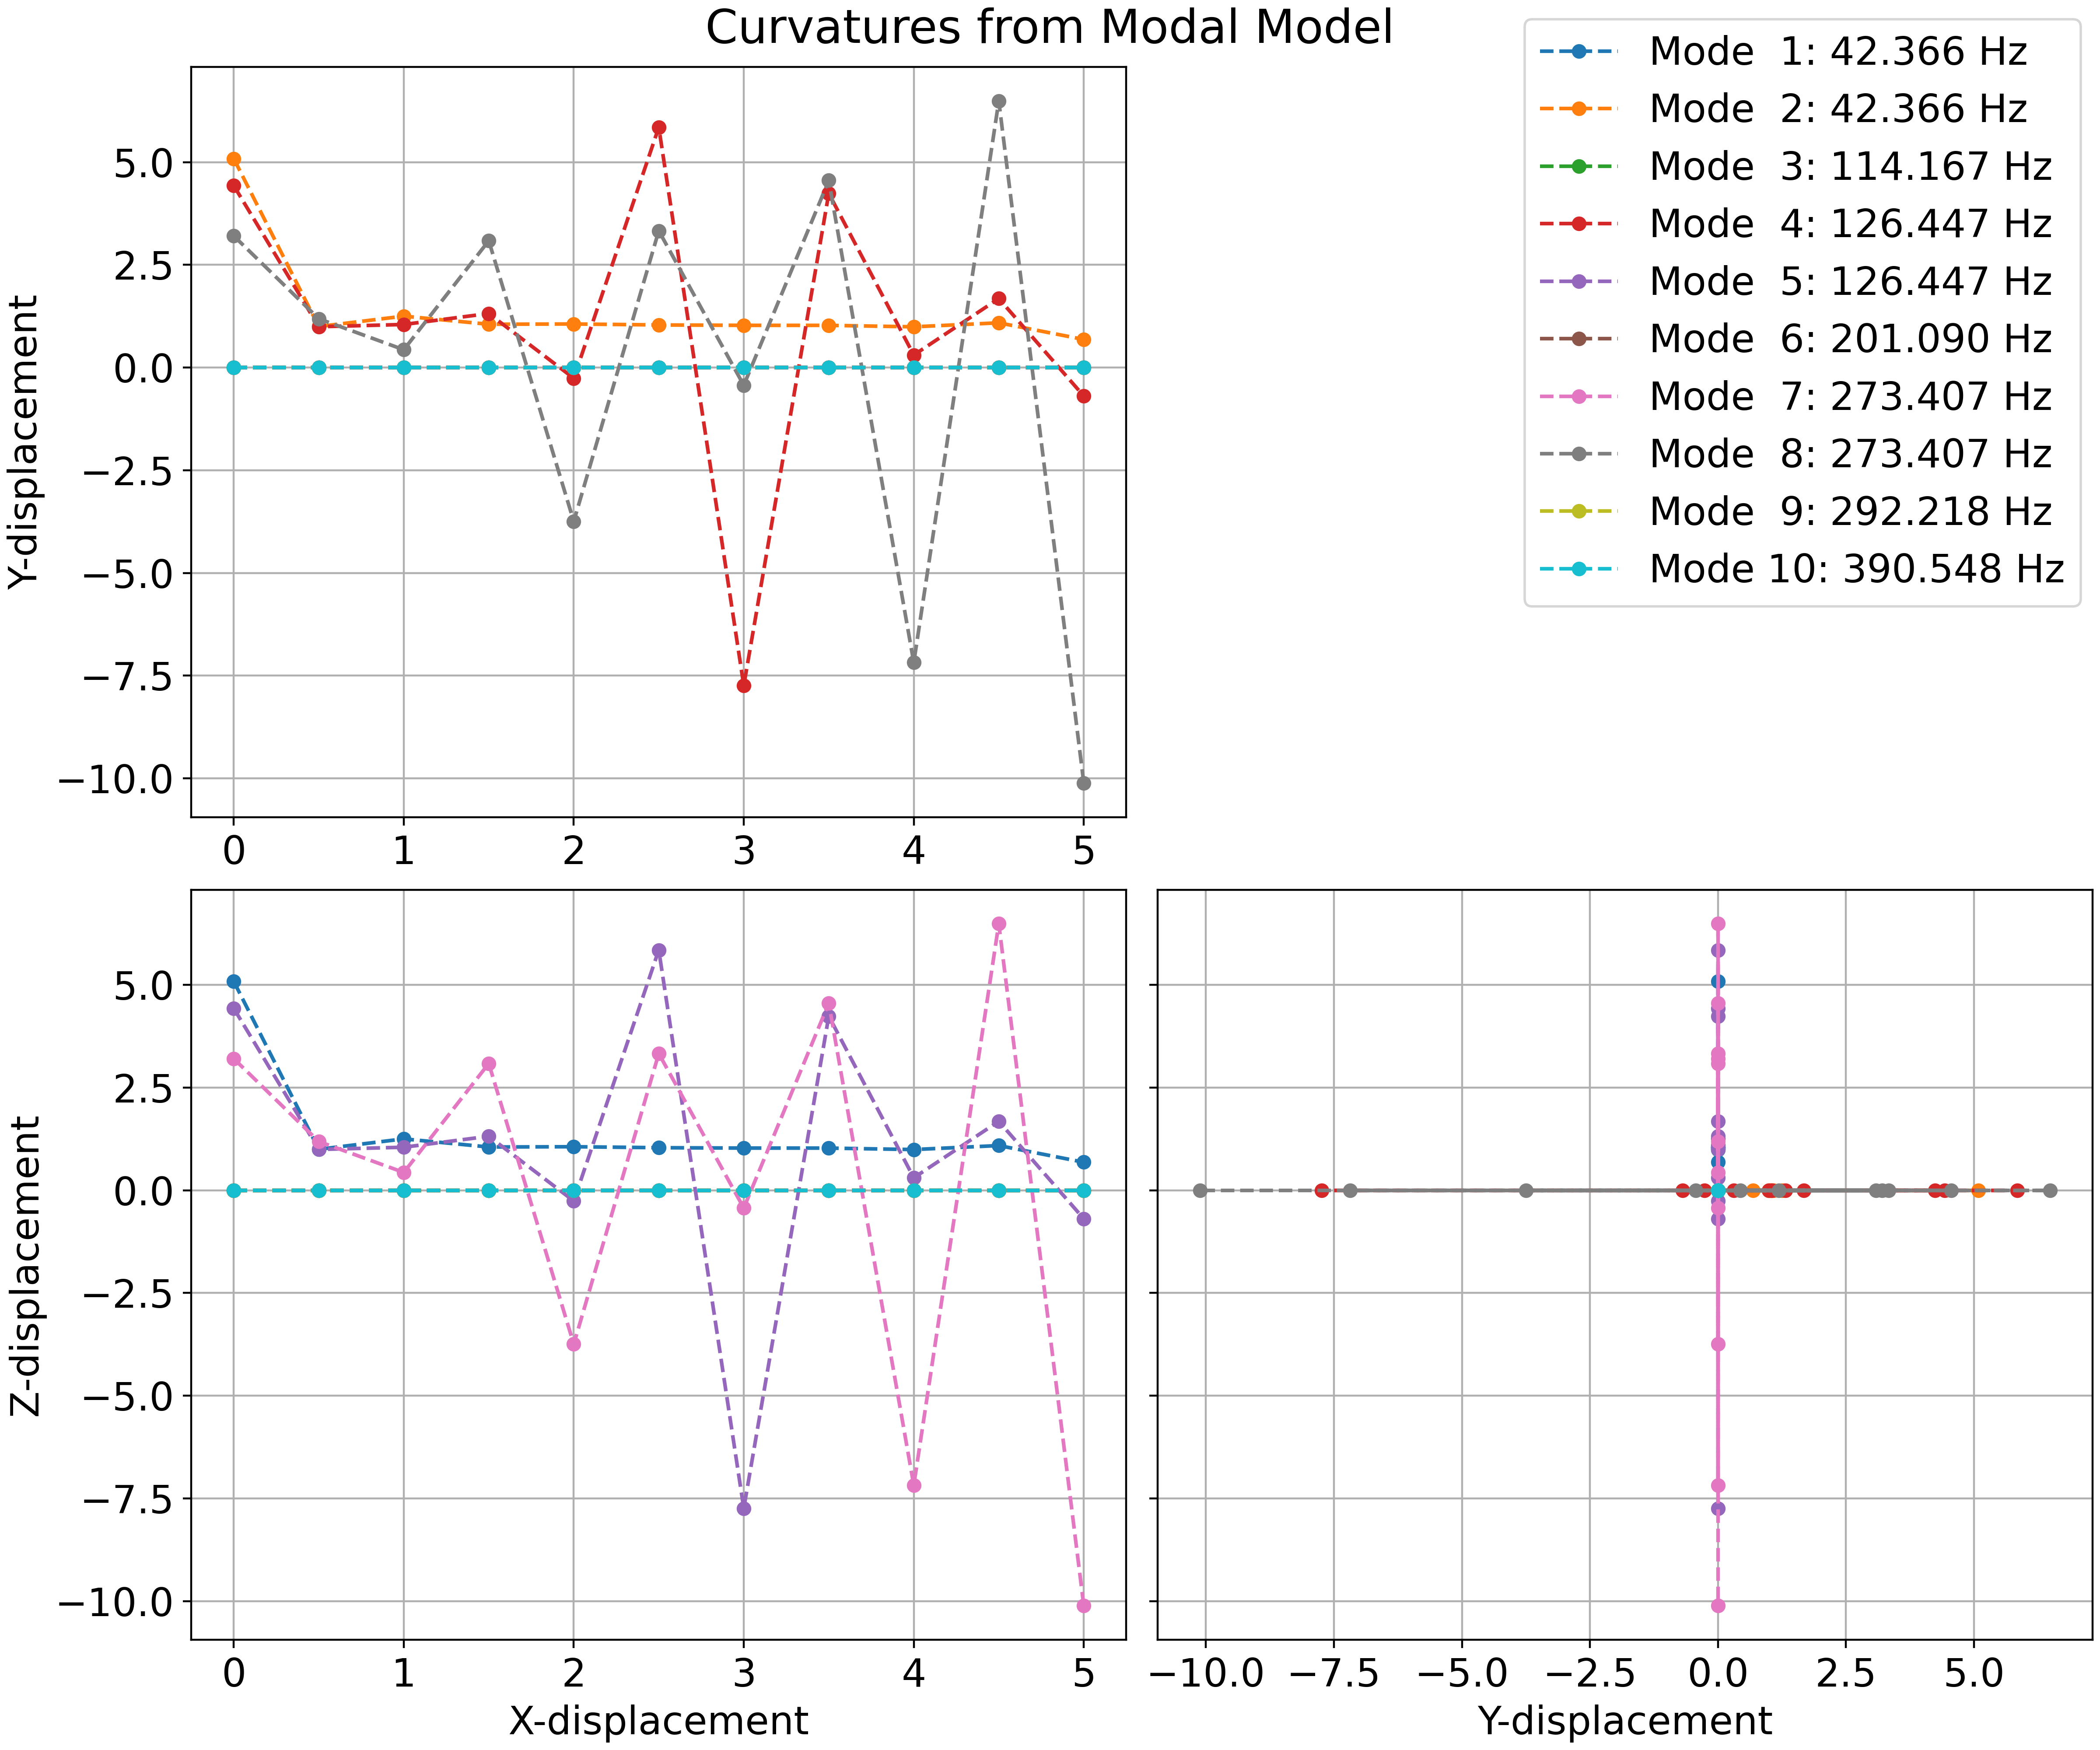 Curvatures from Modal Model
Mode 1: 42.366 Hz
Mode 2: 42.366 Hz
Mode 3: 114.167 Hz
Mode 4: 126.447 Hz
Mode 5: 126.447 Hz
Mode 6: 201.090 Hz
Mode 7: 273.407 Hz
Mode 8: 273.407 Hz
Mode 9: 292.218 Hz
Mode 10: 390.548 Hz
Y-displacement
5.0
2.5
0.0
−2.5
−5.0
−7.5
−10.0
0 1 2 3 4 5
Z-displacement
5.0
2.5
0.0
−2.5
−5.0
−7.5
−10.0
0 1 2 3 4 5
X-displacement
−10.0 −7.5 −5.0 −2.5 0.0 2.5 5.0
Y-displacement